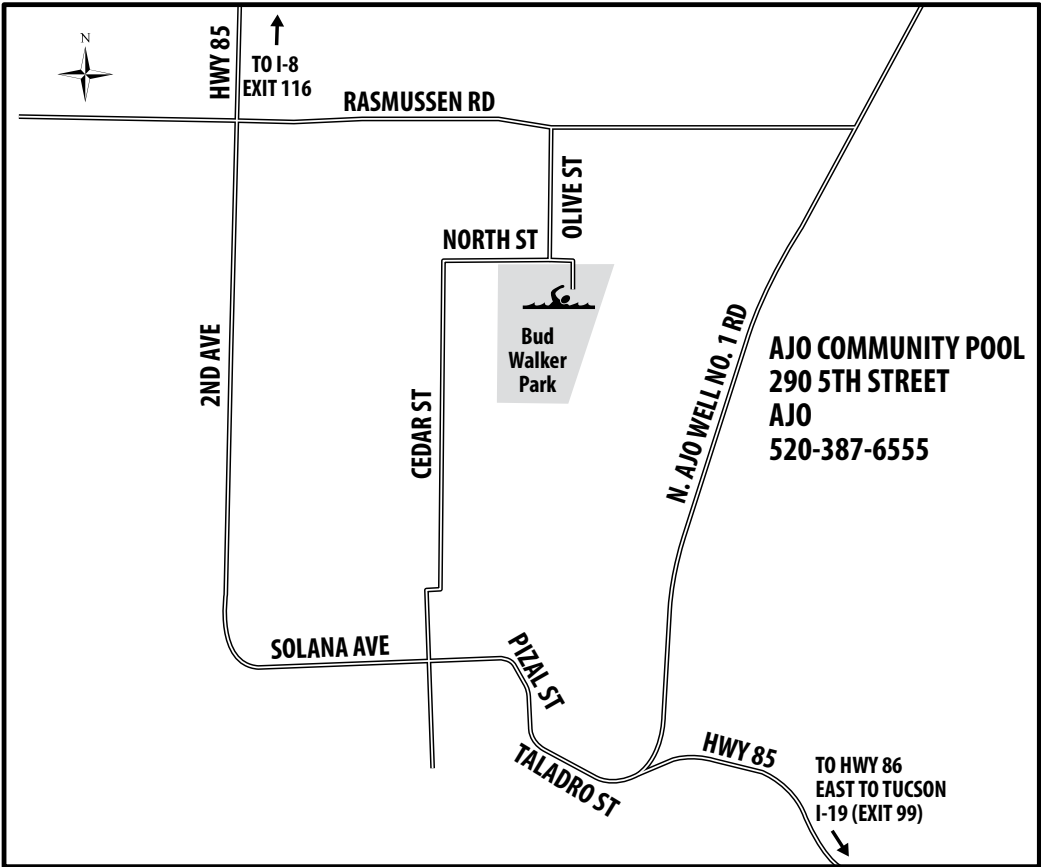 N
HWY 85
TO I-8
EXIT 116
RASMUSSEN RD
OLIVE ST
NORTH ST
Bud
Walker
Park
2ND AVE
CEDAR ST
N. AJO WELL NO. 1 RD
AJO COMMUNITY POOL
290 5TH STREET
AJO
520-387-6555
SOLANA AVE
PIZAL ST
TALADRO ST
HWY 85
TO HWY 86
EAST TO TUCSON
I-19 (EXIT 99)